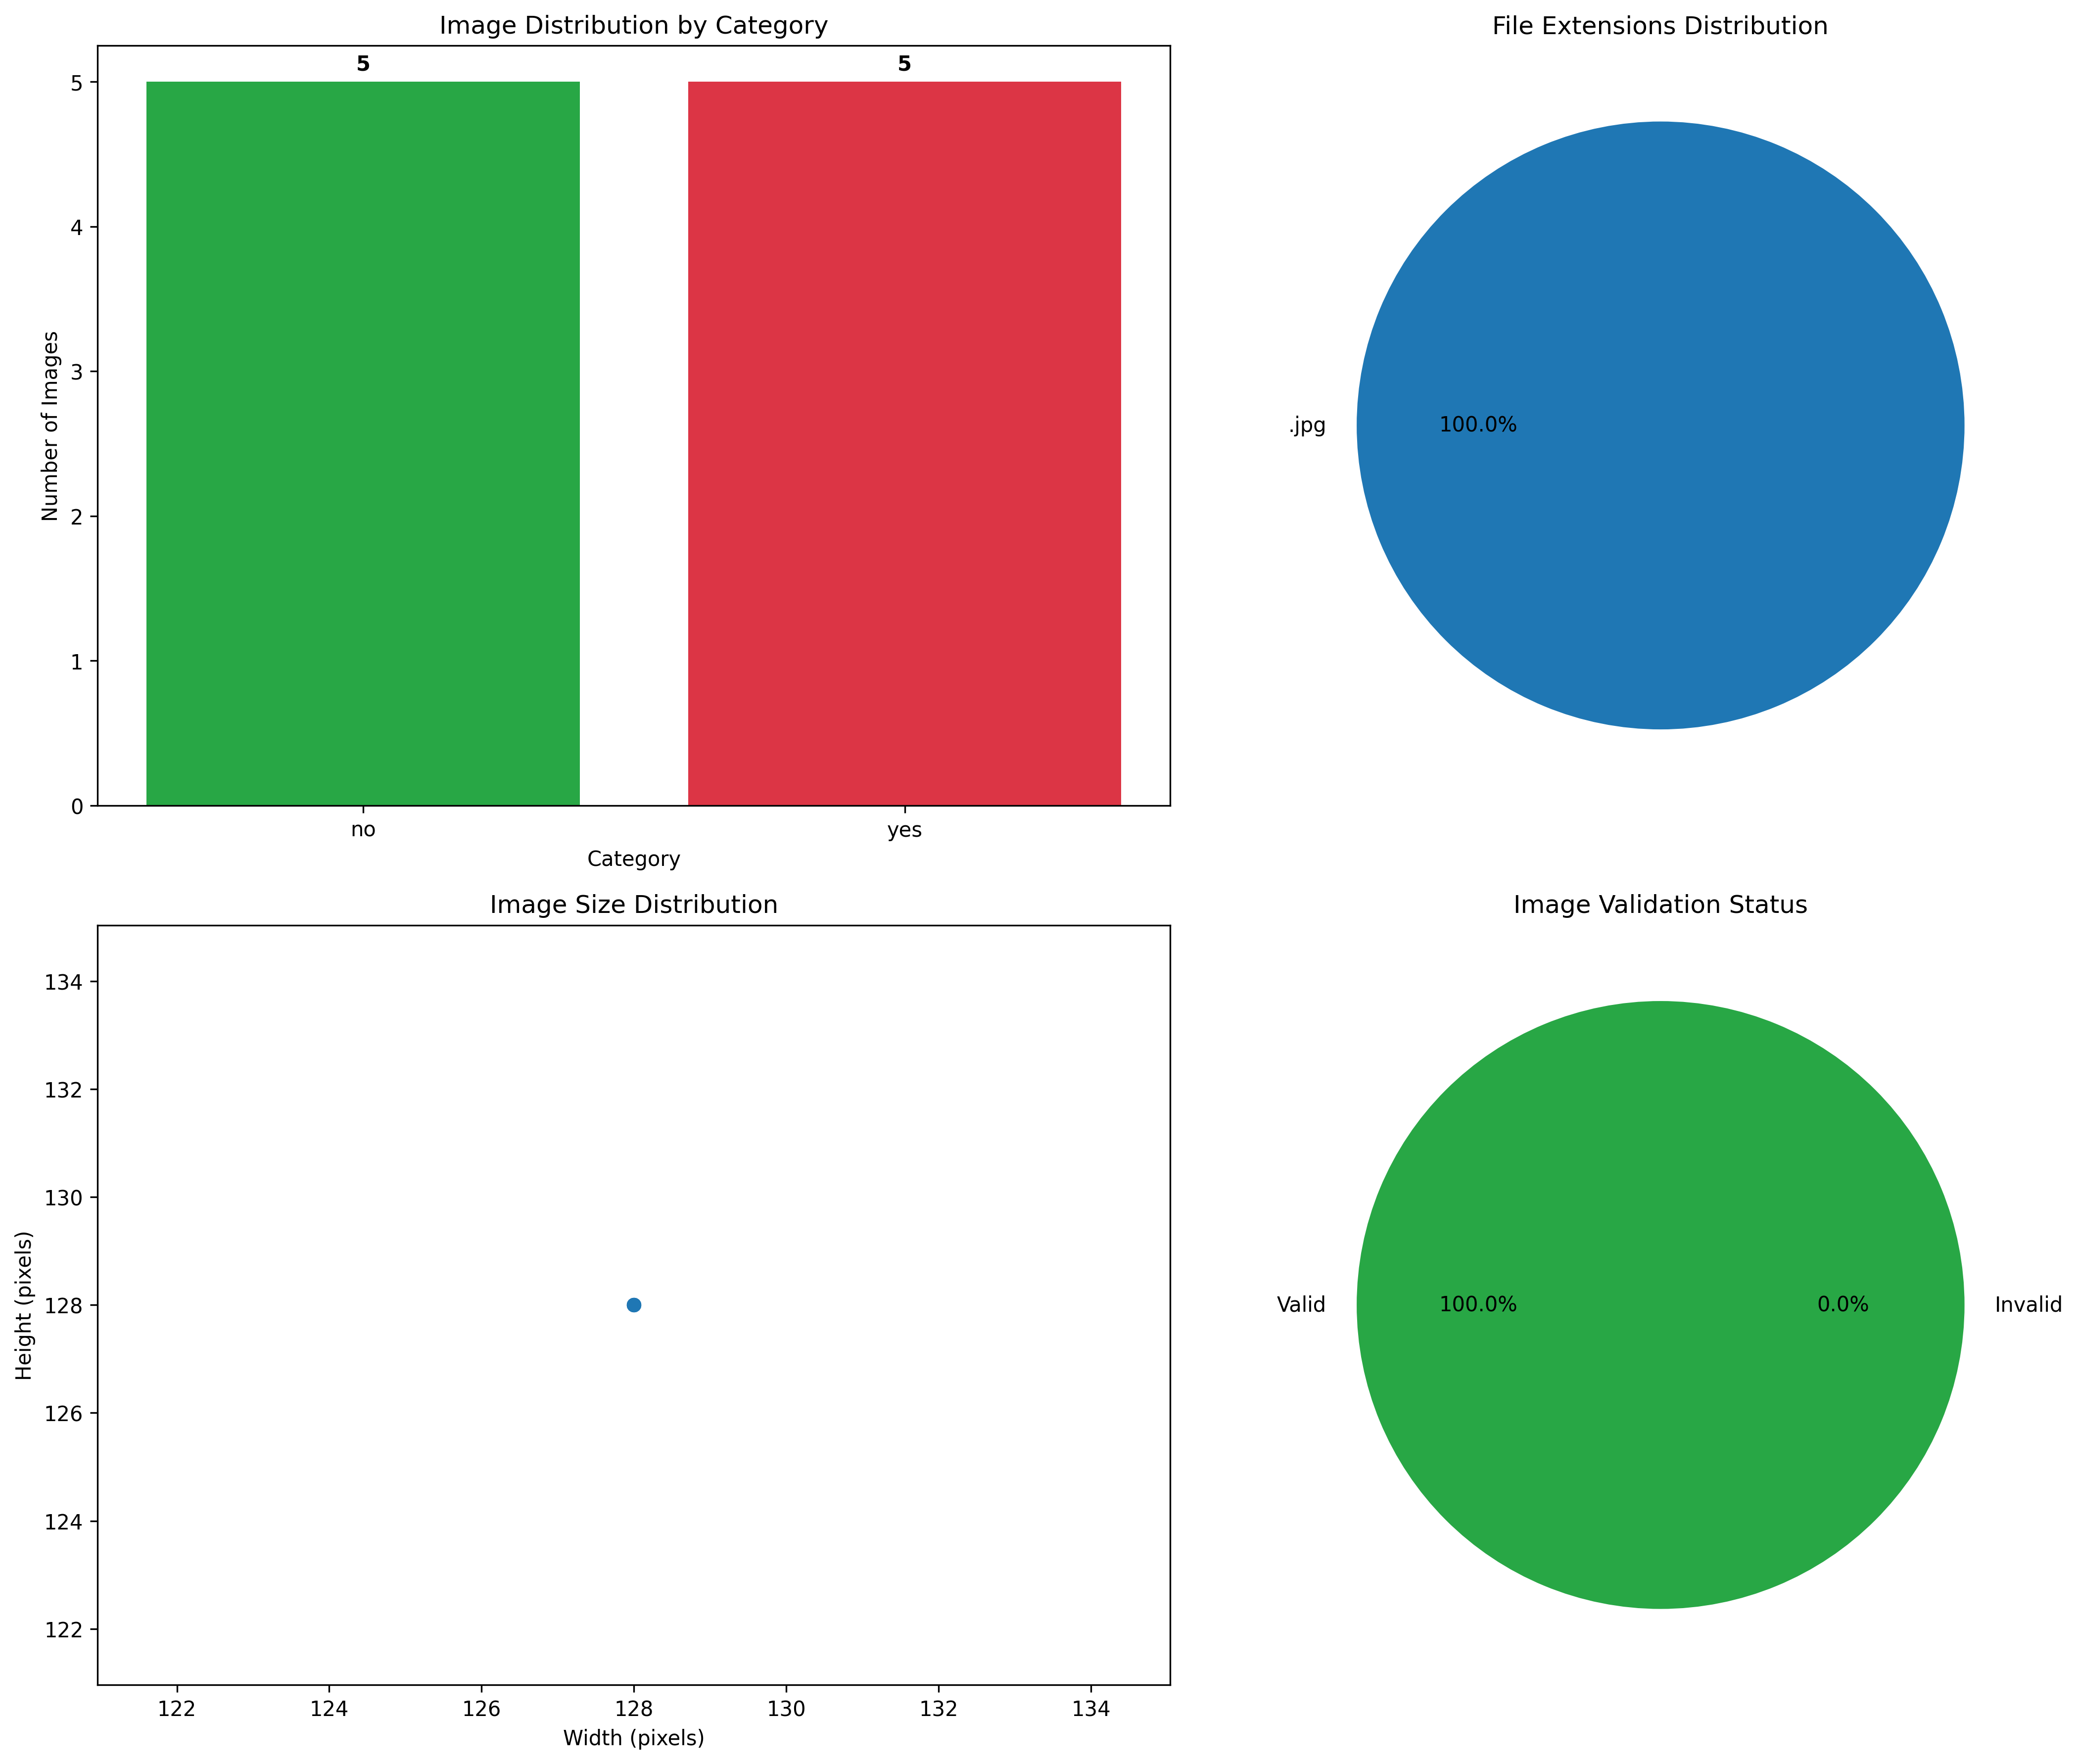 Image Distribution by Category
5
5
5
4
3
2
1
0
Number of Images
no
yes
Category
File Extensions Distribution
.jpg
100.0%
Image Size Distribution
134
132
130
128
126
124
122
Height (pixels)
122
124
126
128
130
132
134
Width (pixels)
Image Validation Status
Valid
100.0%
0.0%
Invalid